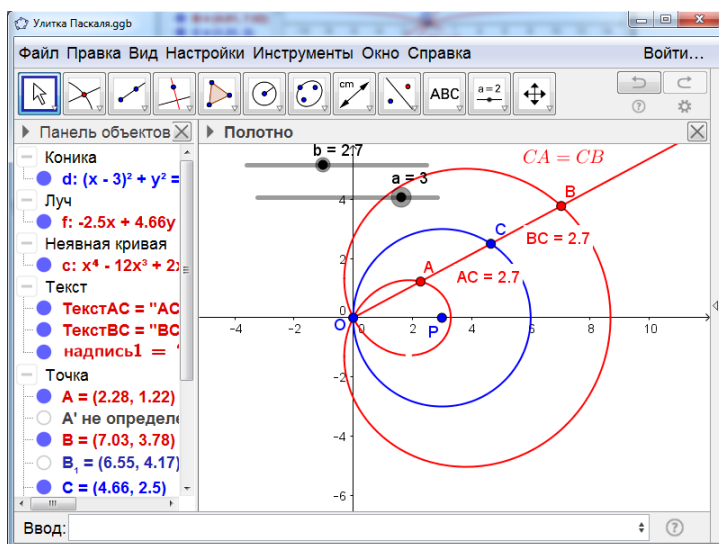 Улитка Паскаля.ggb
Файл Правка Вид Настройки Инструменты Окно Справка Войти...
cm ABC a=2
Панель объектов
Полотно
Коника
d: (x - 3)² + y² =
Луч
f: -2.5x + 4.66y
Неявная кривая
c: x⁴ - 12x³ + 2x
Текст
ТекстAC = "AC
ТекстBC = "BC
надпись1 =
Точка
A = (2.28, 1.22)
A' не определе
B = (7.03, 3.78)
B₁ = (6.55, 4.17)
C = (4.66, 2.5)
b = 2.7
a = 3
CA = CB
B
C
BC = 2.7
A
AC = 2.7
O
P
4
2
0
-2
-4
-6
-4 -2 0 2 4 6 8 10
Ввод: